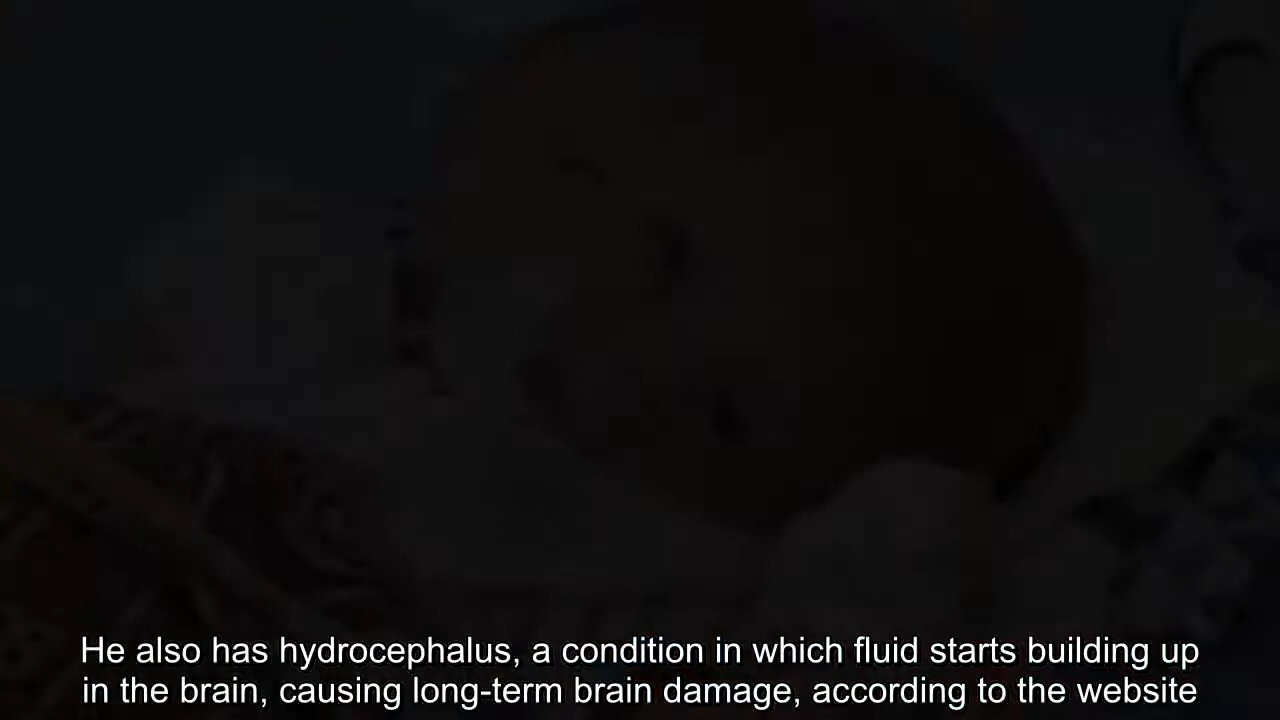 He also has hydrocephalus, a condition in which fluid starts building up
in the brain, causing long-term brain damage, according to the website